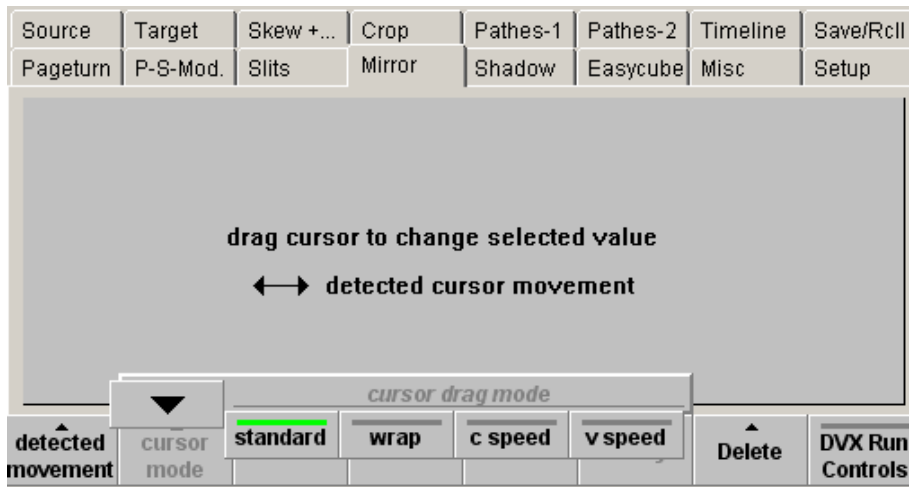 Source Target Skew +... Crop Pathes-1 Pathes-2 Timeline Save/Rcll
Pageturn P-S-Mod. Slits Mirror Shadow Easycube Misc Setup
drag cursor to change selected value
detected cursor movement
cursor drag mode
detected movement cursor mode standard wrap c speed v speed Delete DVX Run Controls